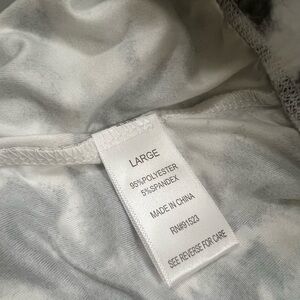 LARGE
95%POLYESTER
5%SPANDEX
MADE IN CHINA
RN#91523
SEE REVERSE FOR CARE